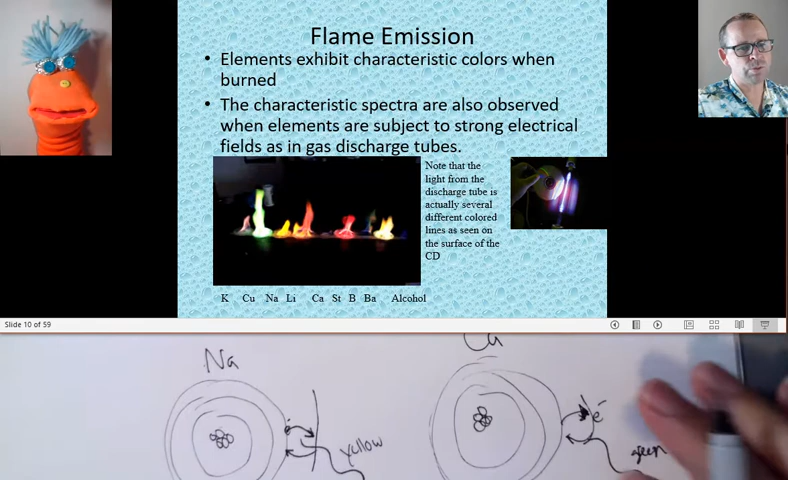 Flame Emission
• Elements exhibit characteristic colors when
burned
• The characteristic spectra are also observed
when elements are subject to strong electrical
fields as in gas discharge tubes.
Note that the
light from the
discharge tube is
actually several
different colored
lines as seen on
the surface of the
CD
K Cu Na Li Ca St B Ba Alcohol
Slide 10 of 59
Na
yellow
e-
green